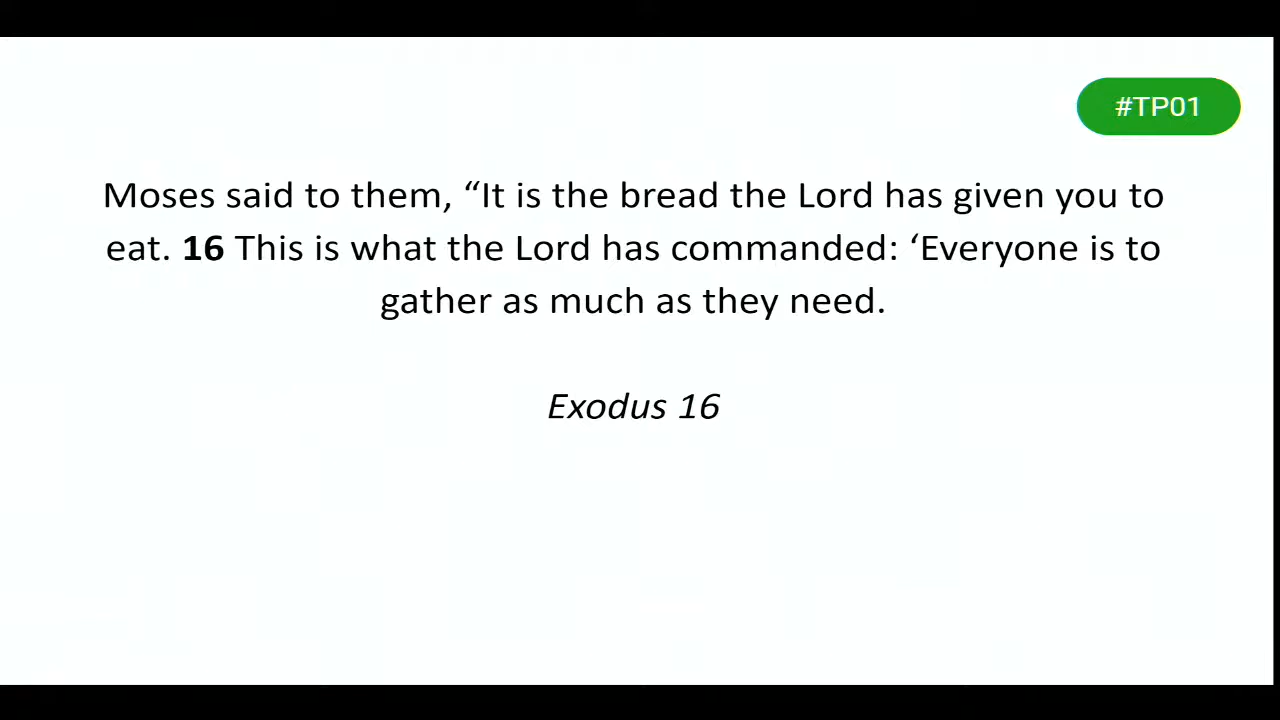 #TP01
Moses said to them, “It is the bread the Lord has given you to
eat. 16 This is what the Lord has commanded: ‘Everyone is to
gather as much as they need.
Exodus 16